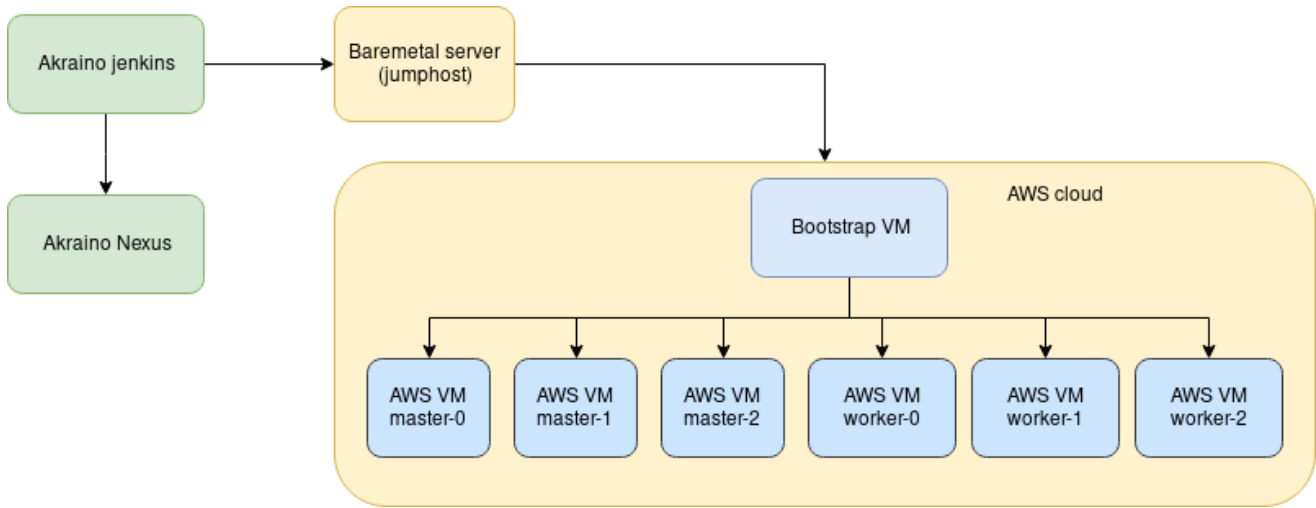 Akraino jenkins
Baremetal server
(jumphost)
Akraino Nexus
AWS cloud
Bootstrap VM
AWS VM
master-0
AWS VM
master-1
AWS VM
master-2
AWS VM
worker-0
AWS VM
worker-1
AWS VM
worker-2